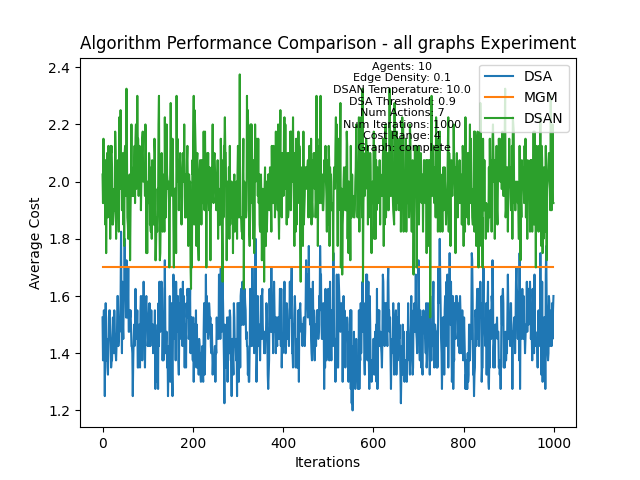 Algorithm Performance Comparison - all graphs Experiment
Agents: 10
Edge Density: 0.1
DSAN Temperature: 10.0
DSA Threshold: 0.9
Num Actions: 7
Num Iterations: 1000
Cost Range: 4
Graph: complete
DSA
MGM
DSAN
2.4
2.2
2.0
1.8
1.6
1.4
1.2
Average Cost
0
200
400
600
800
1000
Iterations